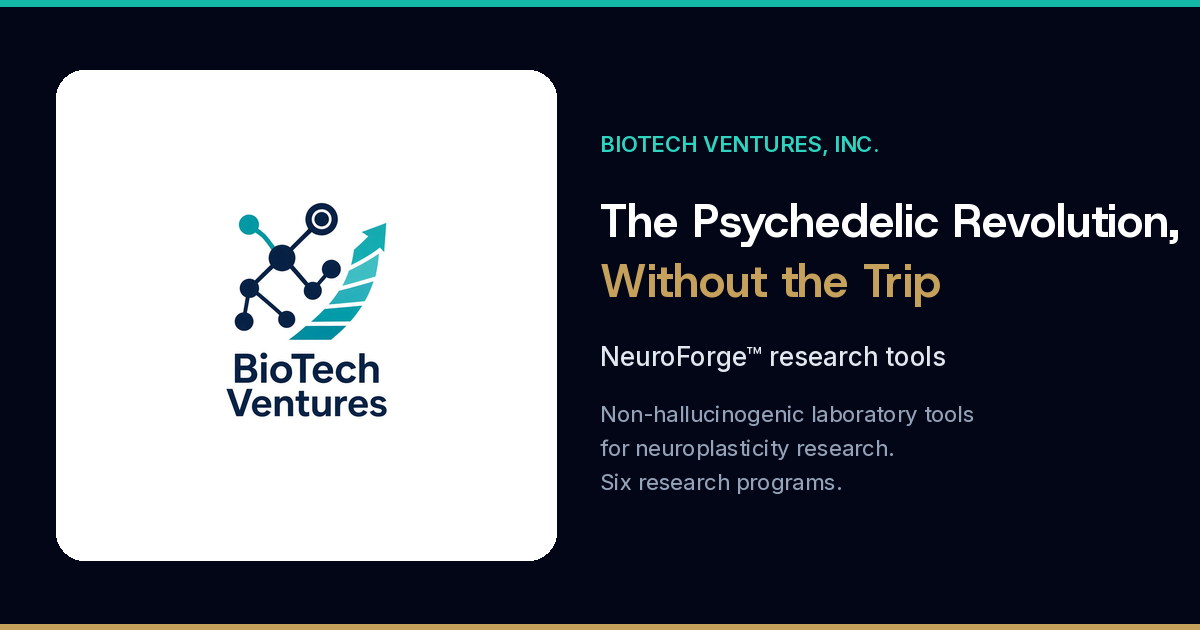 BioTech
Ventures
BIOTECH VENTURES, INC.
The Psychedelic Revolution,
Without the Trip
NeuroForge™ research tools
Non-hallucinogenic laboratory tools
for neuroplasticity research.
Six research programs.